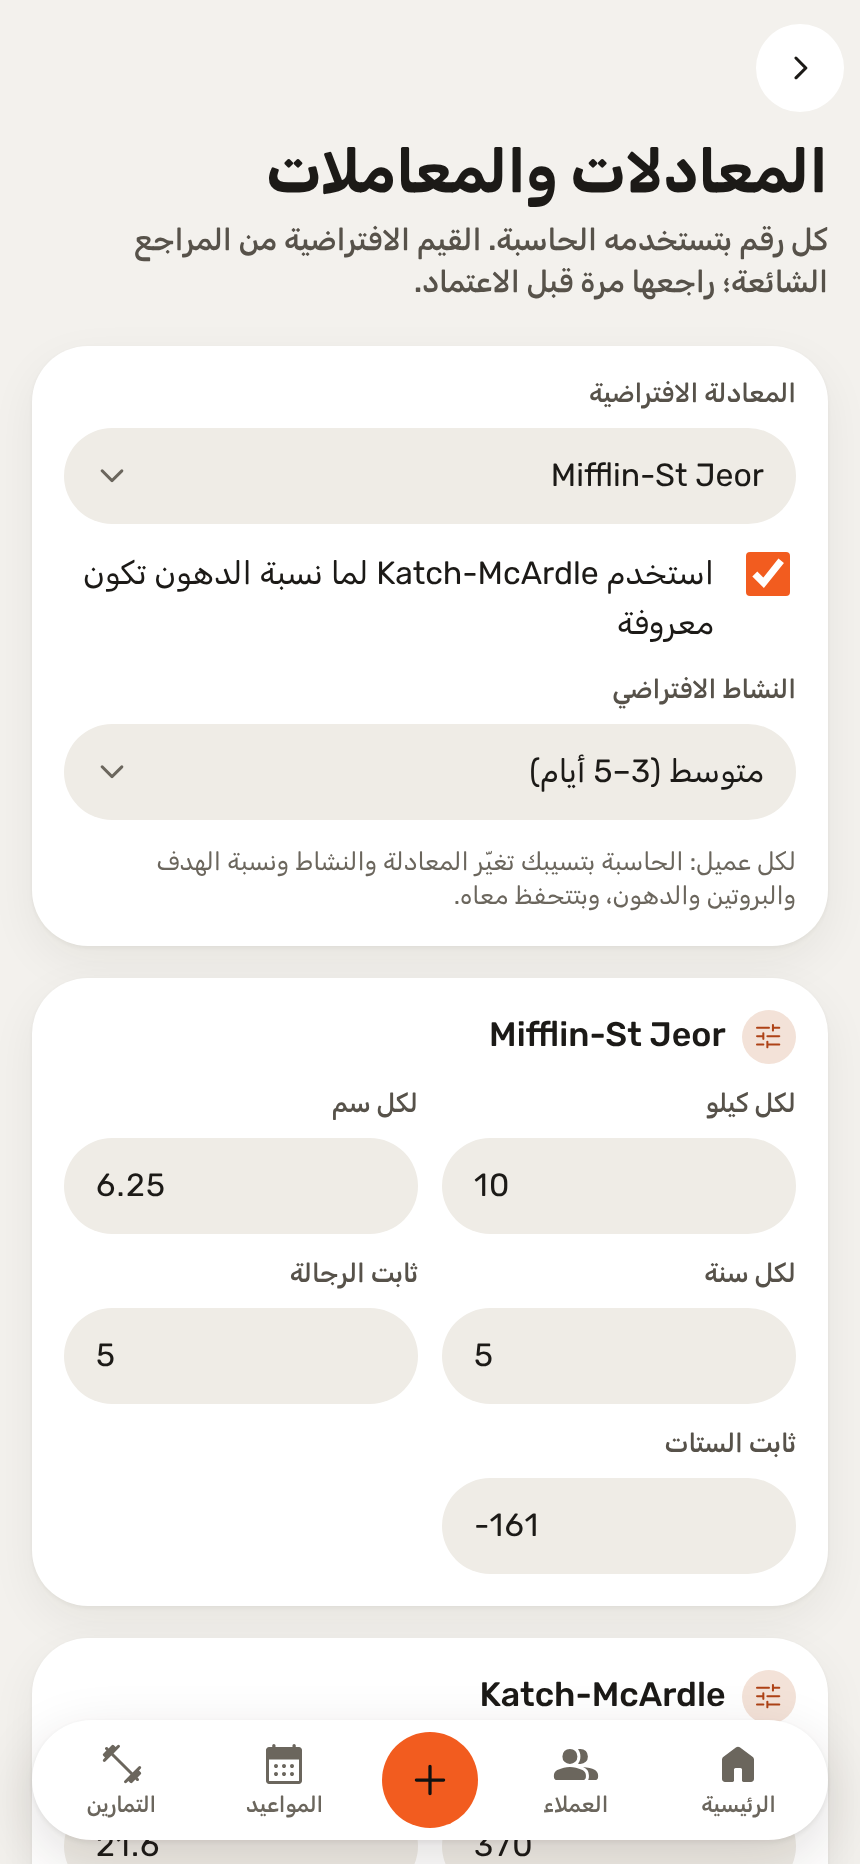 المعادلات والمعاملات
كل رقم بتستخدمه الحاسبة. القيم الافتراضية من المراجع
الشائعة؛ راجعها مرة قبل الاعتماد.
المعادلة الافتراضية
Mifflin-St Jeor
استخدم Katch-McArdle لما نسبة الدهون تكون
معروفة
النشاط الافتراضي
متوسط (3–5 أيام)
لكل عميل: الحاسبة بتسيبك تغيّر المعادلة والنشاط ونسبة الهدف
والبروتين والدهون، وبتتحفظ معاه.
Mifflin-St Jeor
لكل كيلو
لكل سم
10
6.25
لكل سنة
ثابت الرجالة
5
5
ثابت الستات
-161
Katch-McArdle
370
21.6
الرئيسية
العملاء
المواعيد
التمارين